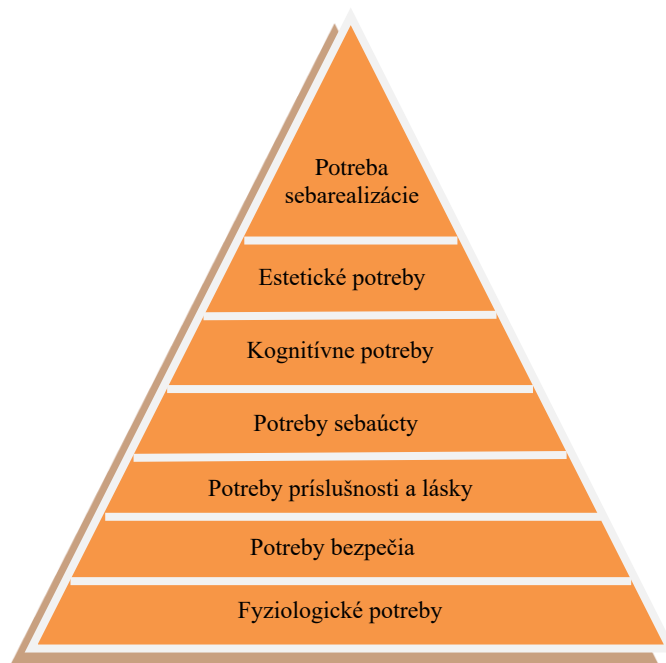 Potreba
sebarealizácie
Estetické potreby
Kognitívne potreby
Potreby sebaúcty
Potreby príslušnosti a lásky
Potreby bezpečia
Fyziologické potreby